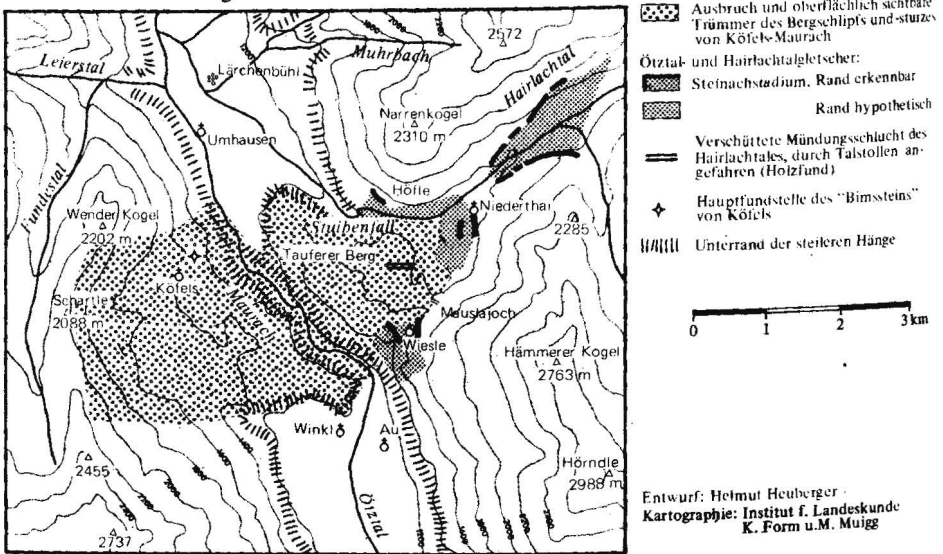 2572
Leierstal
Muhrbach
Lärchenbühl
Hairlachtal
Narrenkogel
2310 m
Umhausen
Fundestal
Höfle
Niederthai
Wender Kogel
2202 m
Stuibenfall
2285
Tauferer Berg
Köfels
Maurach
Schartle
2088 m
Mauslajoch
Wiesle
Hämmerer Kogel
2763 m
Winkl
Au
2455
Hörndle
2988 m
Ötztal
2737
Ausbruch und oberflächlich sichtbare
Trümmer des Bergschlipfs und -sturzes
von Köfels-Maurach
Ötztal- und Hairlachtalgletscher:
Steinachstadium, Rand erkennbar
Rand hypothetisch
Verschüttete Mündungsschlucht des
Hairlachtales, durch Talstollen an-
gefahren (Holzfund)
Hauptfundstelle des "Bimssteins"
von Köfels
Unterrand der steileren Hänge
0 1 2 3 km
Entwurf: Helmut Heuberger
Kartographie: Institut f. Landeskunde
K. Form u.M. Muigg